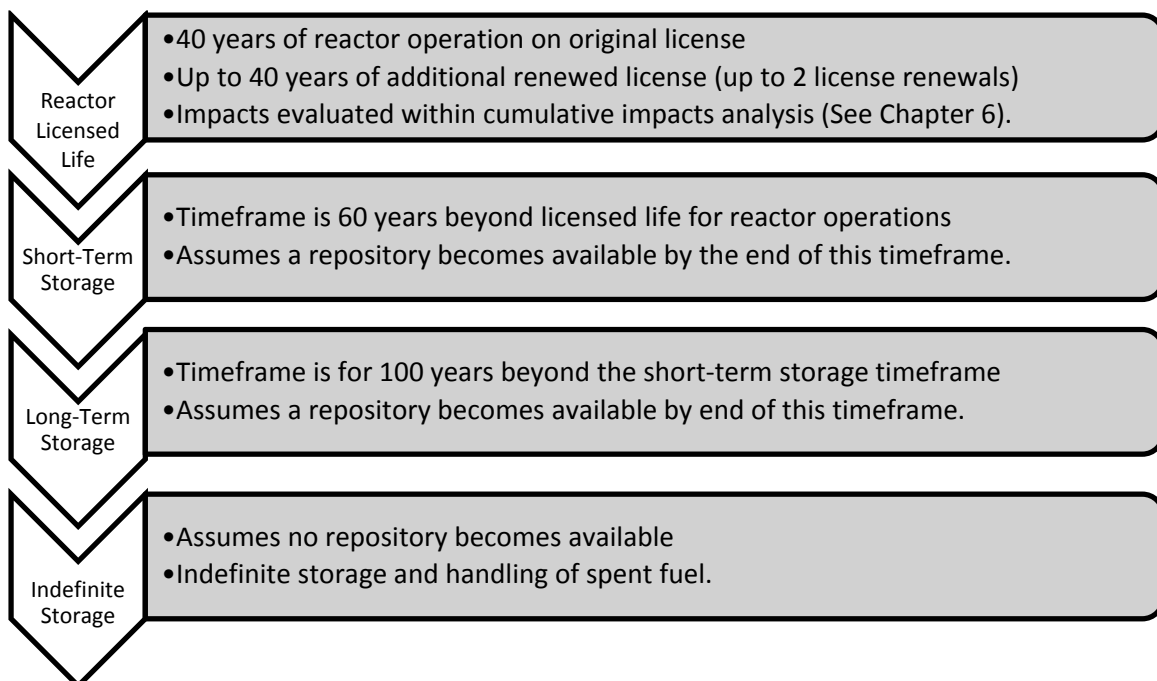 Reactor
Licensed
Life
•40 years of reactor operation on original license
•Up to 40 years of additional renewed license (up to 2 license renewals)
•Impacts evaluated within cumulative impacts analysis (See Chapter 6).
Short-Term
Storage
•Timeframe is 60 years beyond licensed life for reactor operations
•Assumes a repository becomes available by the end of this timeframe.
Long-Term
Storage
•Timeframe is for 100 years beyond the short-term storage timeframe
•Assumes a repository becomes available by end of this timeframe.
Indefinite
Storage
•Assumes no repository becomes available
•Indefinite storage and handling of spent fuel.